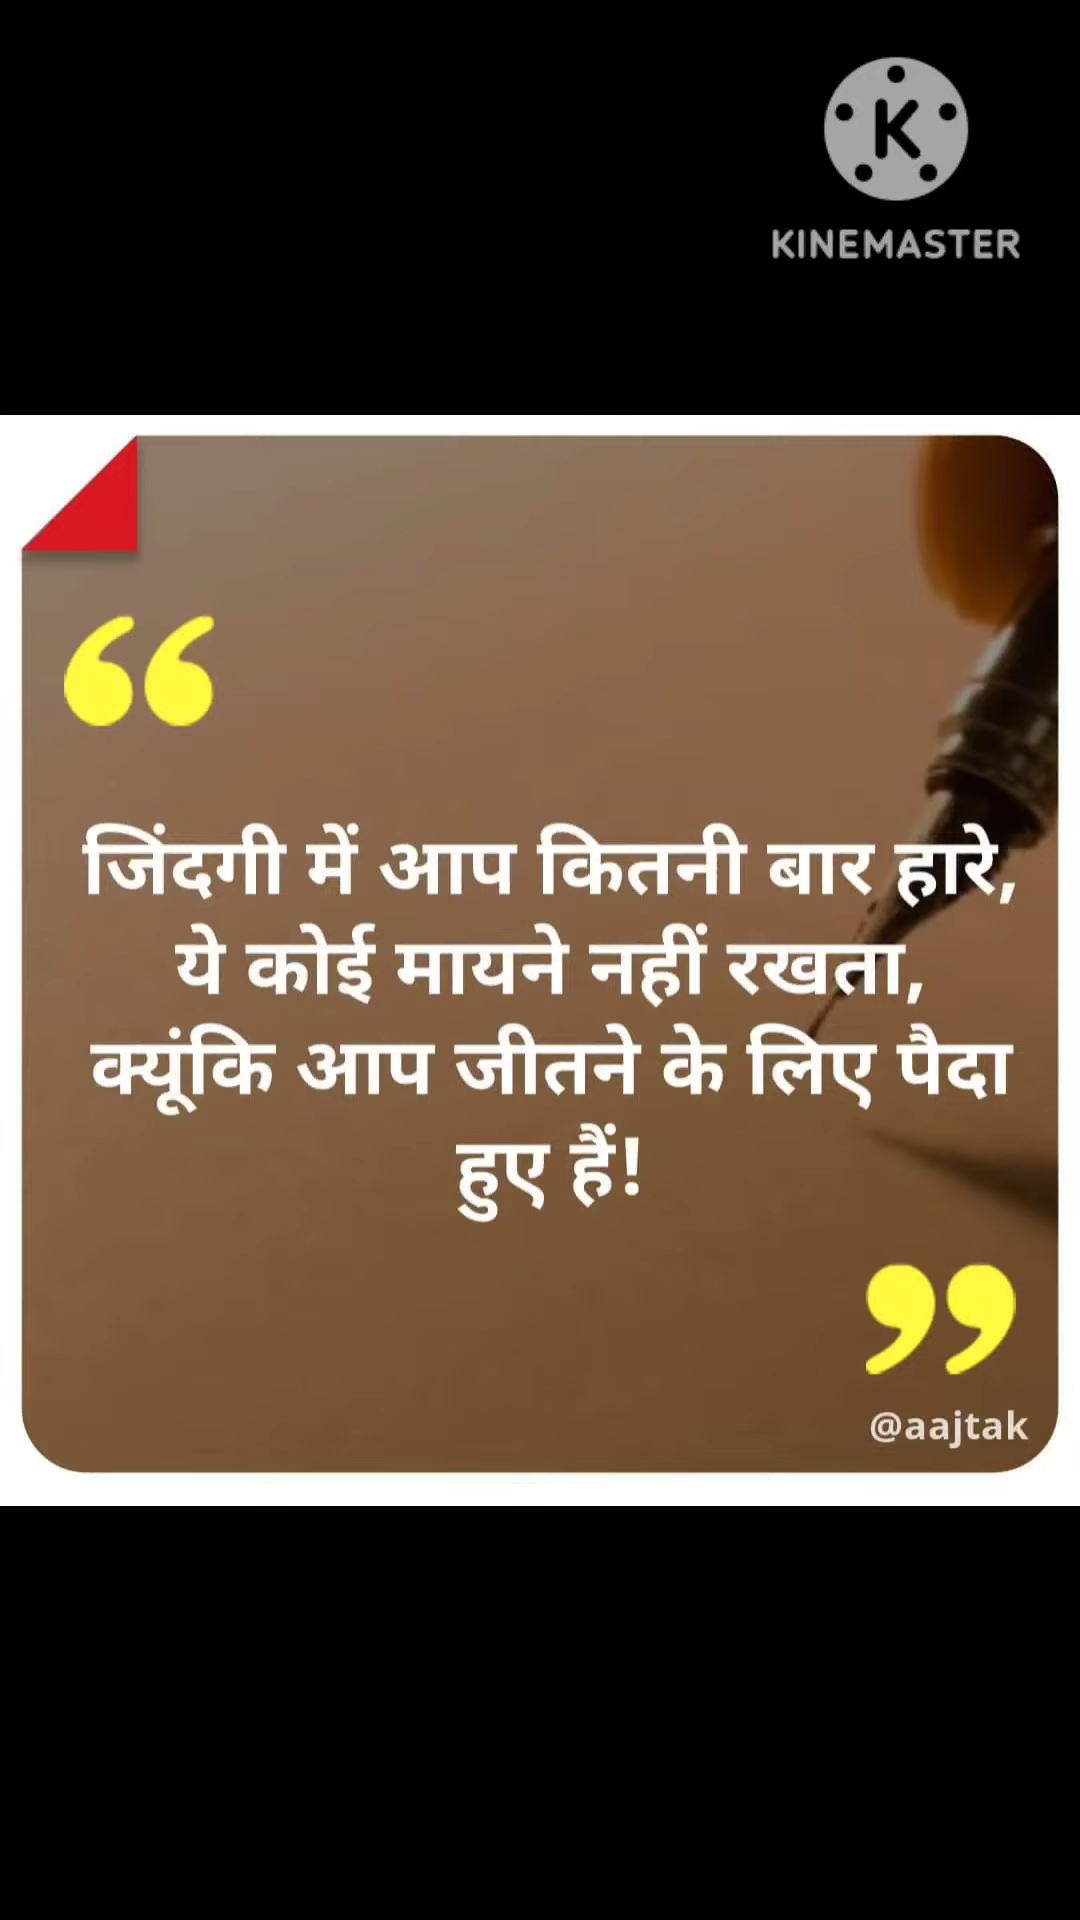 KINEMASTER
“
जिंदगी में आप कितनी बार हारे,
ये कोई मायने नहीं रखता,
क्यूंकि आप जीतने के लिए पैदा
हुए हैं!
”
@aajtak